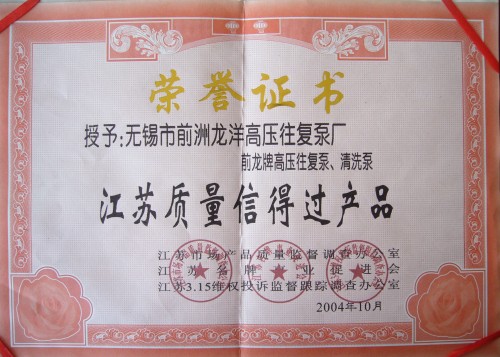 荣誉证书
授予:无锡市前洲龙洋高压往复泵厂
前龙牌高压往复泵、清洗泵
江苏质量信得过产品
江苏市场产品质量监督调查办公室
江苏名牌业促进会
江苏3.15维权投诉监督跟踪调查办公室
2004年10月